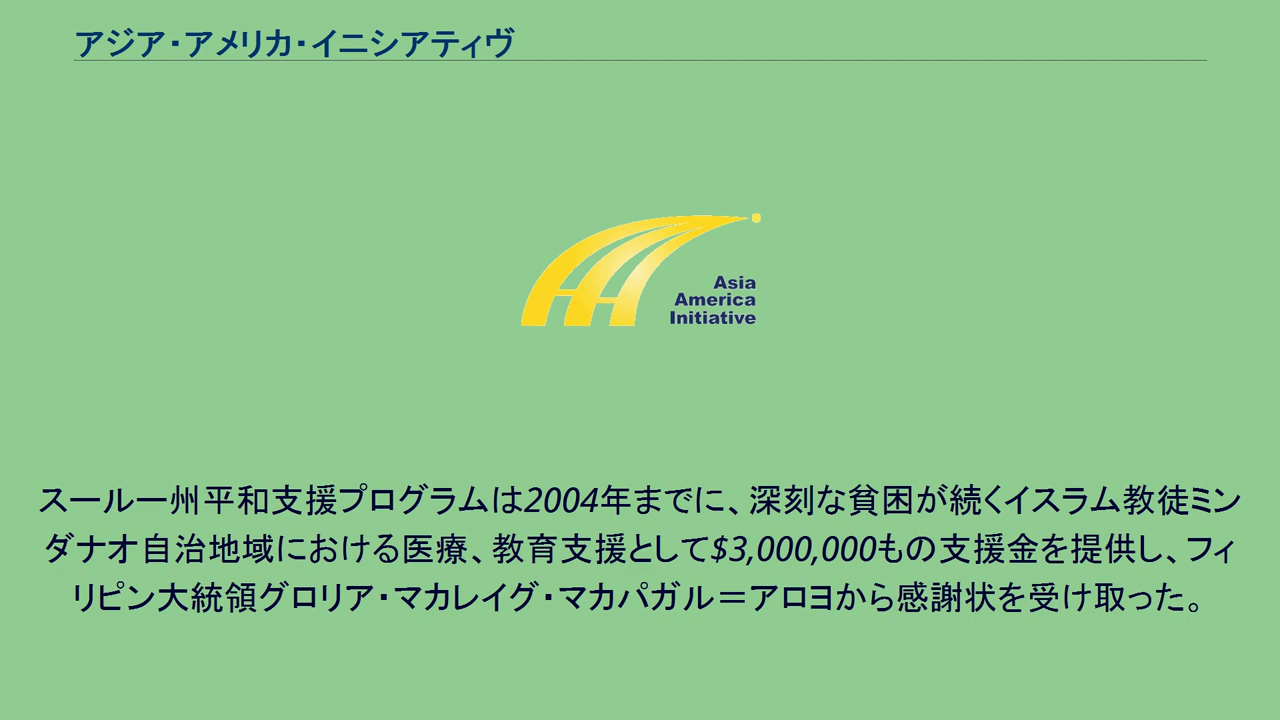 アジア・アメリカ・イニシアティヴ
Asia
America
Initiative
スールー州平和支援プログラムは2004年までに、深刻な貧困が続くイスラム教徒ミン
ダナオ自治地域における医療、教育支援として$3,000,000もの支援金を提供し、フィ
リピン大統領グロリア・マカレイグ・マカパガル＝アロヨから感謝状を受け取った。